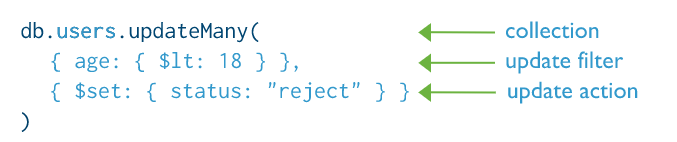 db.users.updateMany( collection
{ age: { $lt: 18 } }, update filter
{ $set: { status: "reject" } } update action
)